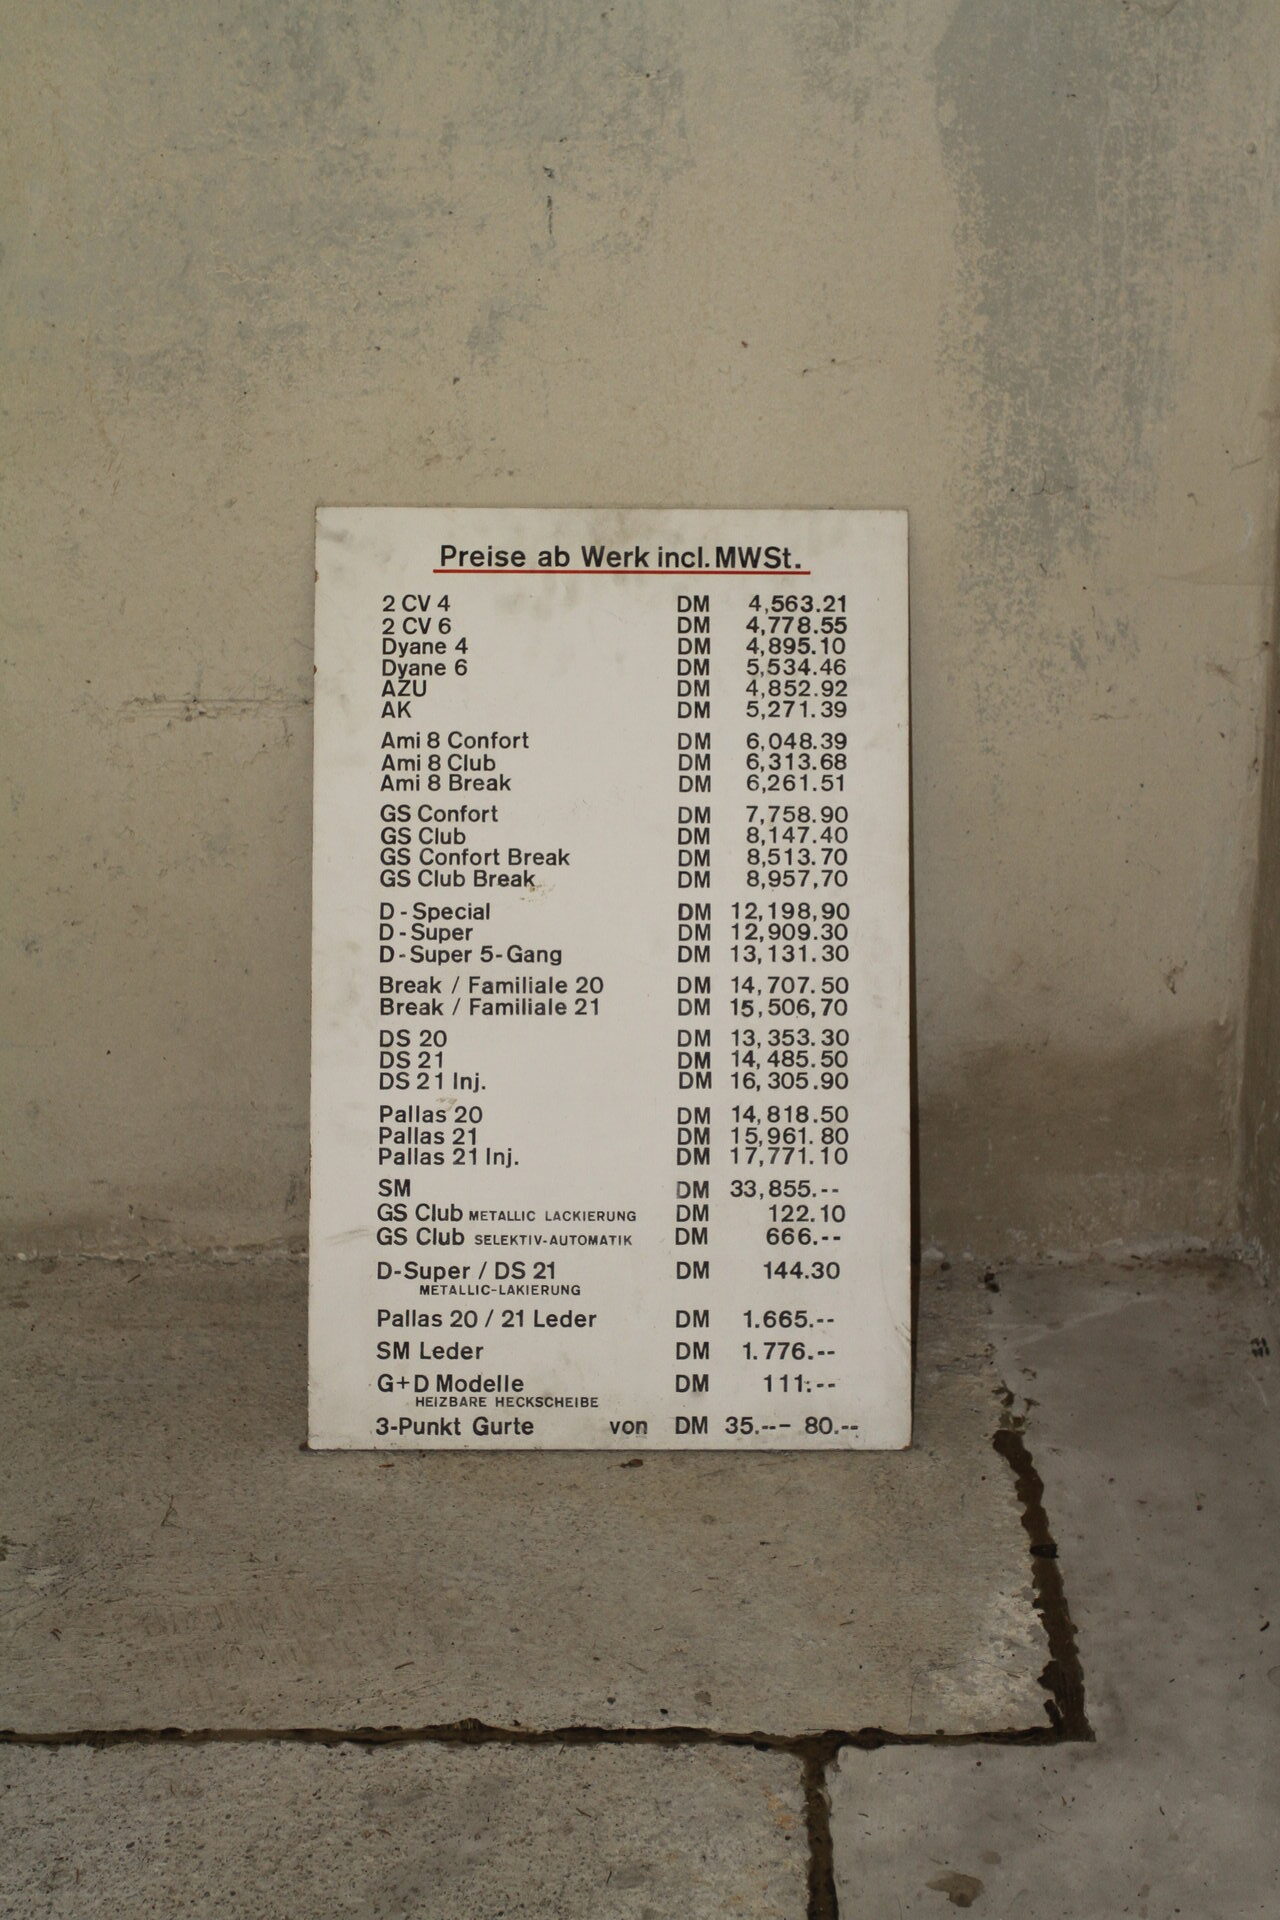 Preise ab Werk incl. MWSt.
2 CV 4 DM 4,563.21
2 CV 6 DM 4,778.55
Dyane 4 DM 4,895.10
Dyane 6 DM 5,534.46
AZU DM 4,852.92
AK DM 5,271.39
Ami 8 Confort DM 6,048.39
Ami 8 Club DM 6,313.68
Ami 8 Break DM 6,261.51
GS Confort DM 7,758.90
GS Club DM 8,147.40
GS Confort Break DM 8,513.70
GS Club Break DM 8,957,70
D - Special DM 12,198,90
D - Super DM 12,909.30
D - Super 5-Gang DM 13,131.30
Break / Familiale 20 DM 14,707.50
Break / Familiale 21 DM 15,506,70
DS 20 DM 13,353.30
DS 21 DM 14,485.50
DS 21 Inj. DM 16,305.90
Pallas 20 DM 14,818.50
Pallas 21 DM 15,961.80
Pallas 21 Inj. DM 17,771.10
SM DM 33,855.--
GS Club METALLIC LACKIERUNG DM 122.10
GS Club SELEKTIV-AUTOMATIK DM 666.--
D-Super / DS 21 DM 144.30
METALLIC-LAKIERUNG
Pallas 20 / 21 Leder DM 1.665.--
SM Leder DM 1.776.--
G+D Modelle DM 111.--
HEIZBARE HECKSCHEIBE
3-Punkt Gurte von DM 35.--- 80.--